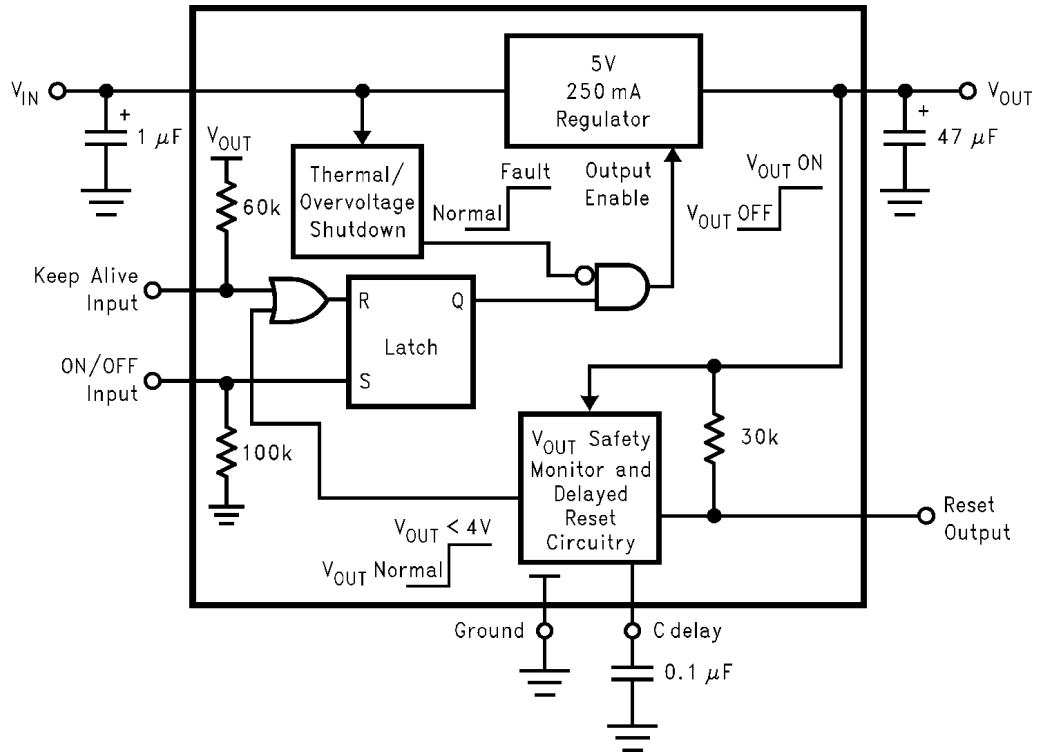 5V
250 mA
Regulator
V_IN
V_OUT
+
1 μF
+
47 μF
V_OUT
60k
Thermal/
Overvoltage
Shutdown
Fault
Normal
Output
Enable
V_OUT ON
V_OUT OFF
Keep Alive
Input
R
Q
Latch
S
ON/OFF
Input
100k
V_OUT Safety
Monitor and
Delayed
Reset
Circuitry
30k
Reset
Output
V_OUT < 4V
V_OUT Normal
Ground
C delay
0.1 μF